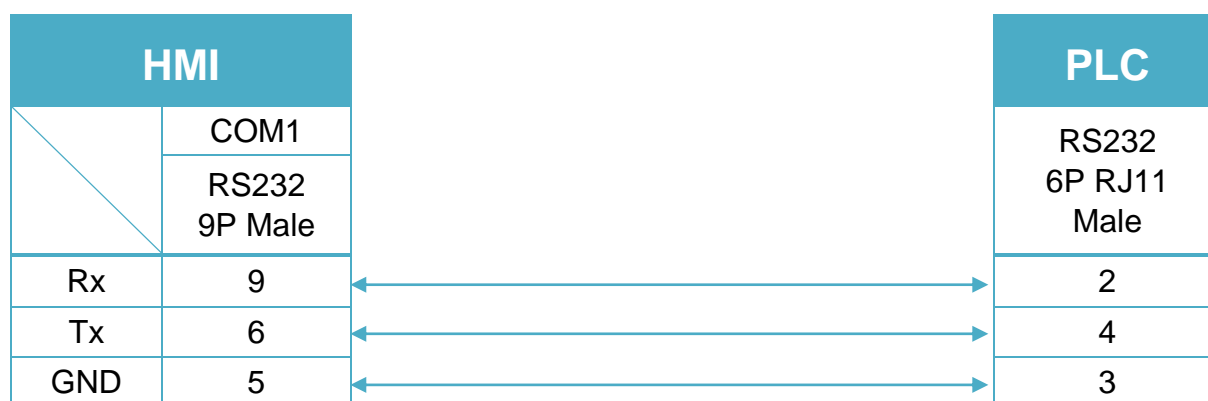 HMI
PLC
COM1
RS232
9P Male
RS232
6P RJ11
Male
Rx 9 2
Tx 6 4
GND 5 3